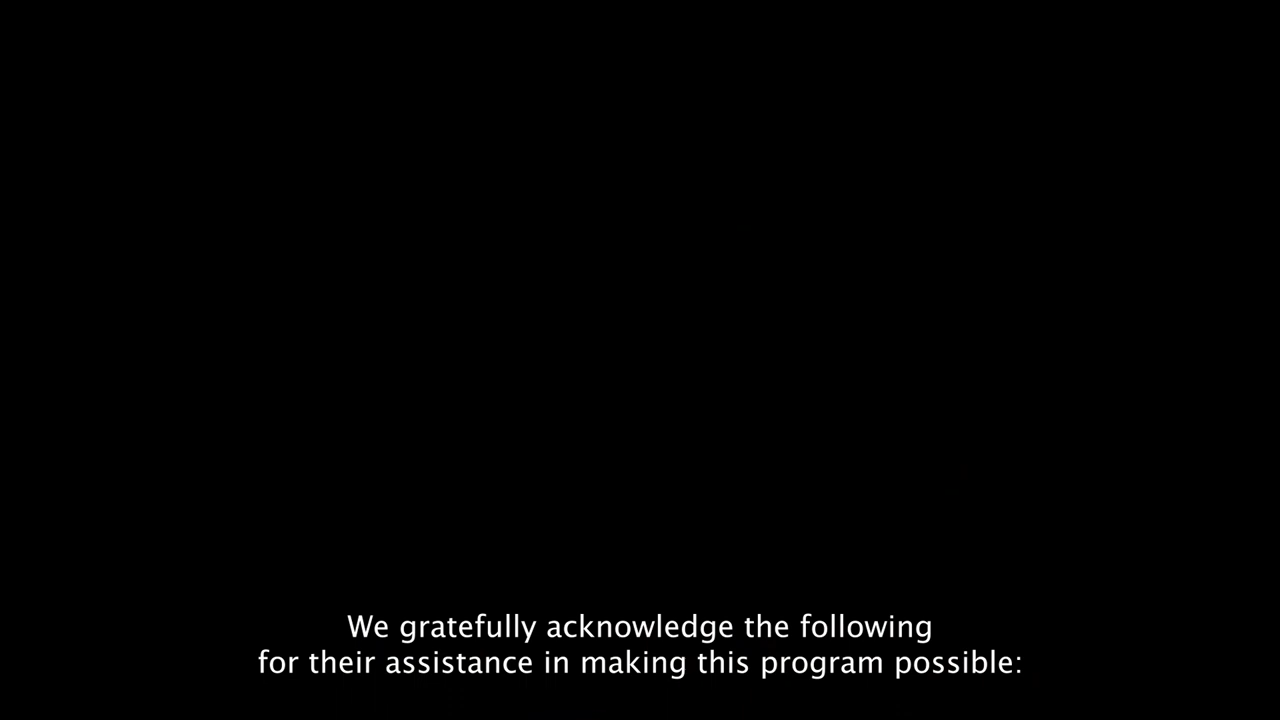 We gratefully acknowledge the following
for their assistance in making this program possible: